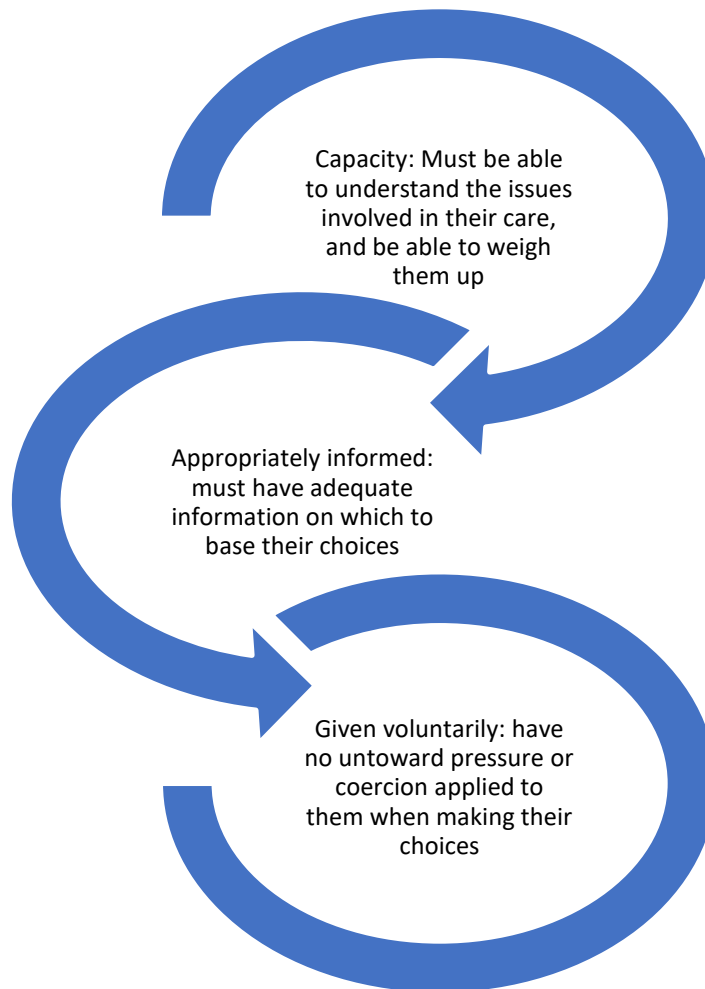 Capacity: Must be able
to understand the issues
involved in their care,
and be able to weigh
them up
Appropriately informed:
must have adequate
information on which to
base their choices
Given voluntarily: have
no untoward pressure or
coercion applied to
them when making their
choices